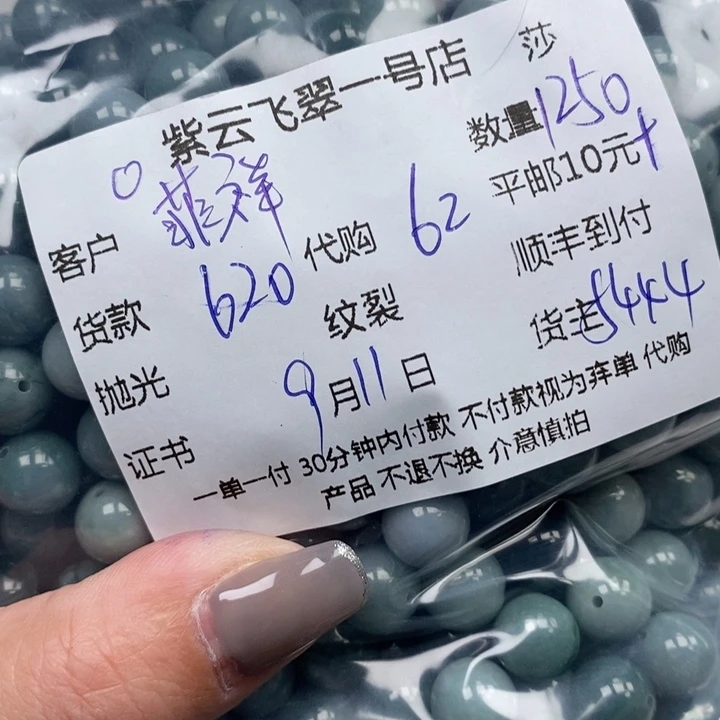 紫云飞翠一号店 莎
数量1250
客户 菲洋
代购 62 平邮10元+
货款 620 纹裂 顺丰到付
抛光 9月11日 货主5444
证书
一单一付 30分钟内付款 不付款视为弃单 代购
产品 不退不换 介意慎拍